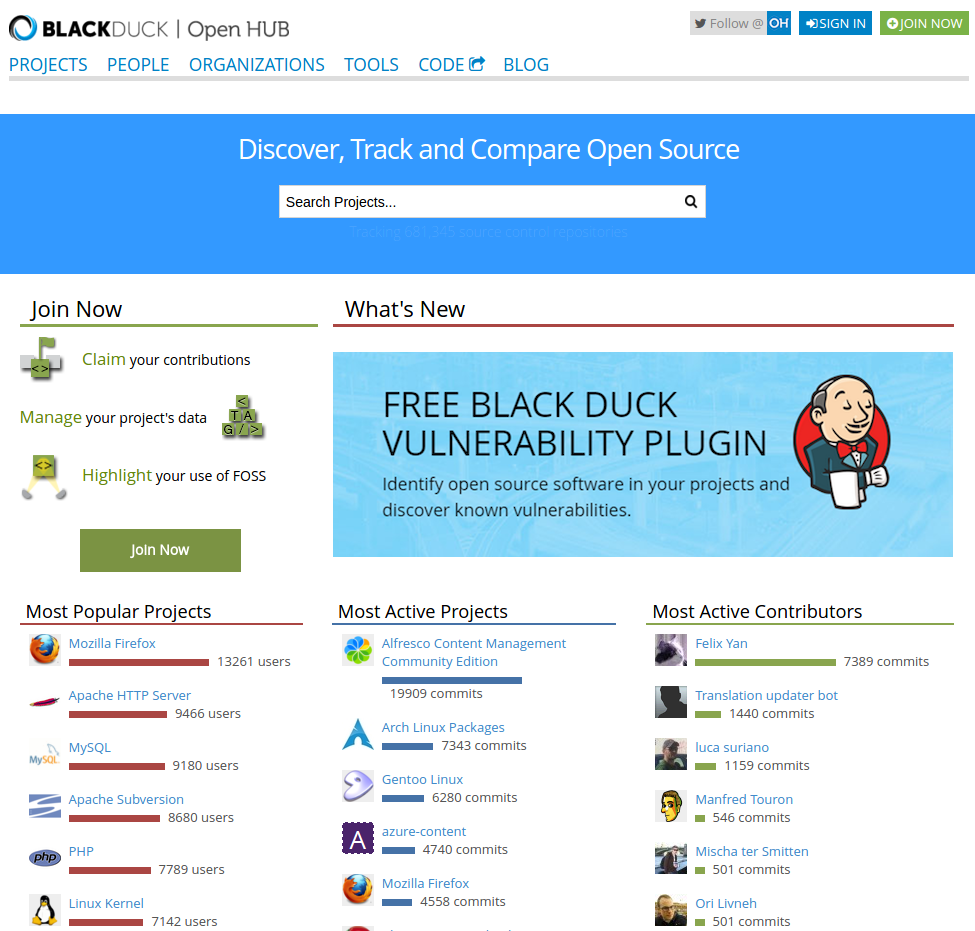 BLACKDUCK | Open HUB
Follow @ OH
SIGN IN
JOIN NOW
PROJECTS PEOPLE ORGANIZATIONS TOOLS CODE BLOG
Discover, Track and Compare Open Source
Search Projects...
Tracking 681,345 source control repositories
Join Now
<>
Claim your contributions
Manage your project's data
<
T A
G / >
<>
Highlight your use of FOSS
Join Now
What's New
FREE BLACK DUCK
VULNERABILITY PLUGIN
Identify open source software in your projects and
discover known vulnerabilities.
Most Popular Projects
Mozilla Firefox
13261 users
Apache HTTP Server
9466 users
MySQL
MySQL
9180 users
Apache Subversion
8680 users
php
PHP
7789 users
Linux Kernel
7142 users
Most Active Projects
Alfresco Content Management
Community Edition
19909 commits
Arch Linux Packages
7343 commits
Gentoo Linux
6280 commits
A
azure-content
4740 commits
Mozilla Firefox
4558 commits
Most Active Contributors
Felix Yan
7389 commits
Translation updater bot
1440 commits
luca suriano
1159 commits
Manfred Touron
546 commits
Mischa ter Smitten
501 commits
Ori Livneh
501 commits